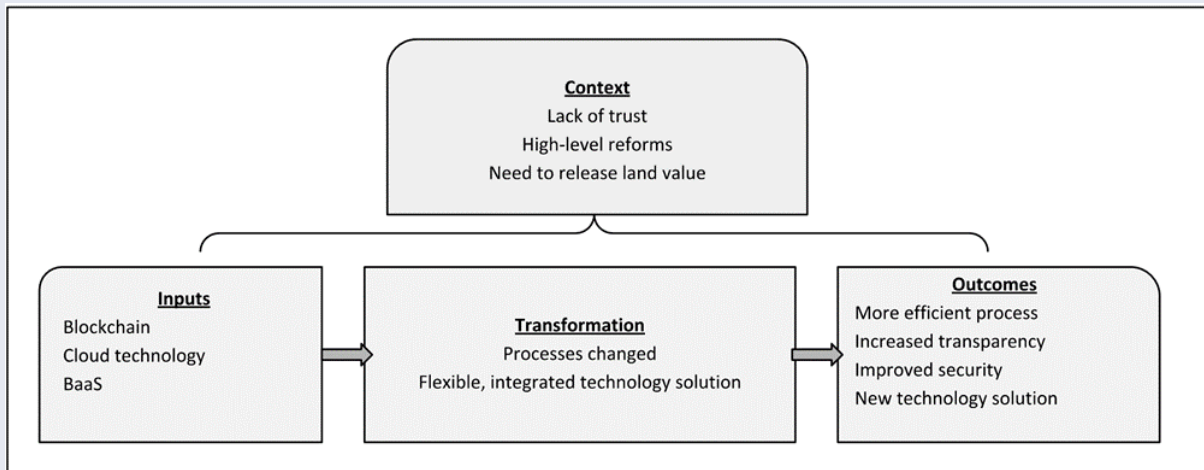 Context
Lack of trust
High-level reforms
Need to release land value
Inputs
Blockchain
Cloud technology
BaaS
Transformation
Processes changed
Flexible, integrated technology solution
Outcomes
More efficient process
Increased transparency
Improved security
New technology solution